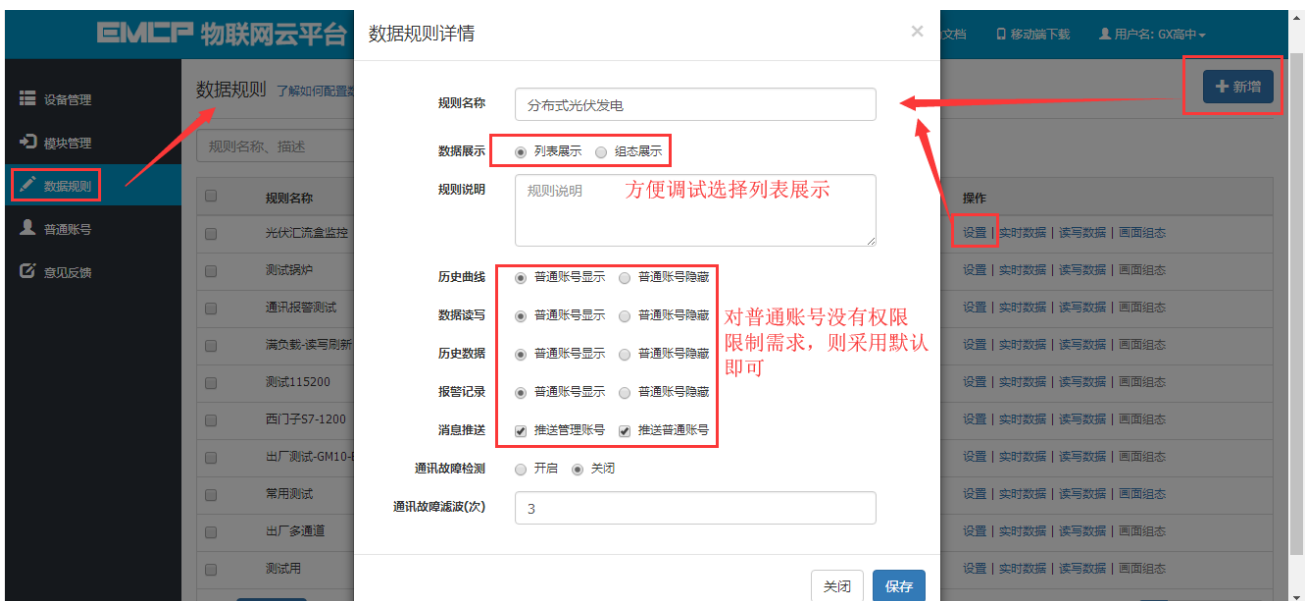 EMCP 物联网云平台
文档
移动端下载
用户名: GX高中
设备管理
模块管理
数据规则
普通账号
意见反馈
数据规则 了解如何配置
+ 新增
规则名称、描述
规则名称
操作
光伏汇流盒监控
设置 | 实时数据 | 读写数据 | 画面组态
测试锅炉
设置 | 实时数据 | 读写数据 | 画面组态
通讯报警测试
设置 | 实时数据 | 读写数据 | 画面组态
满负载-读写刷新
设置 | 实时数据 | 读写数据 | 画面组态
测试115200
设置 | 实时数据 | 读写数据 | 画面组态
西门子S7-1200
设置 | 实时数据 | 读写数据 | 画面组态
出厂测试-GM10-
设置 | 实时数据 | 读写数据 | 画面组态
常用测试
设置 | 实时数据 | 读写数据 | 画面组态
出厂多通道
设置 | 实时数据 | 读写数据 | 画面组态
测试用
设置 | 实时数据 | 读写数据 | 画面组态
数据规则详情
×
规则名称 分布式光伏发电
数据展示 列表展示 组态展示
规则说明 规则说明 方便调试选择列表展示
历史曲线 普通账号显示 普通账号隐藏
数据读写 普通账号显示 普通账号隐藏
历史数据 普通账号显示 普通账号隐藏
报警记录 普通账号显示 普通账号隐藏
消息推送 推送管理账号 推送普通账号
对普通账号没有权限
限制需求，则采用默认
即可
通讯故障检测 开启 关闭
通讯故障滤波(次) 3
关闭 保存